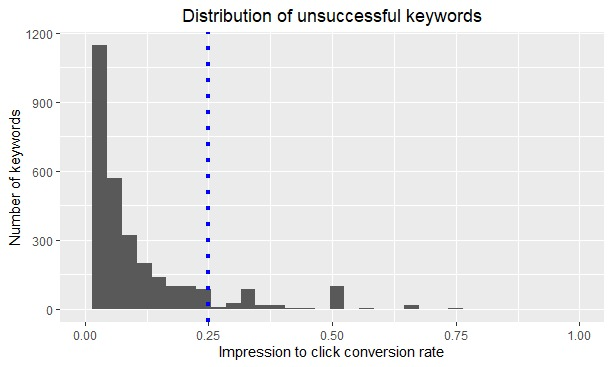 Distribution of unsuccessful keywords
1200
900
600
300
0
Number of keywords
0.00 0.25 0.50 0.75 1.00
Impression to click conversion rate